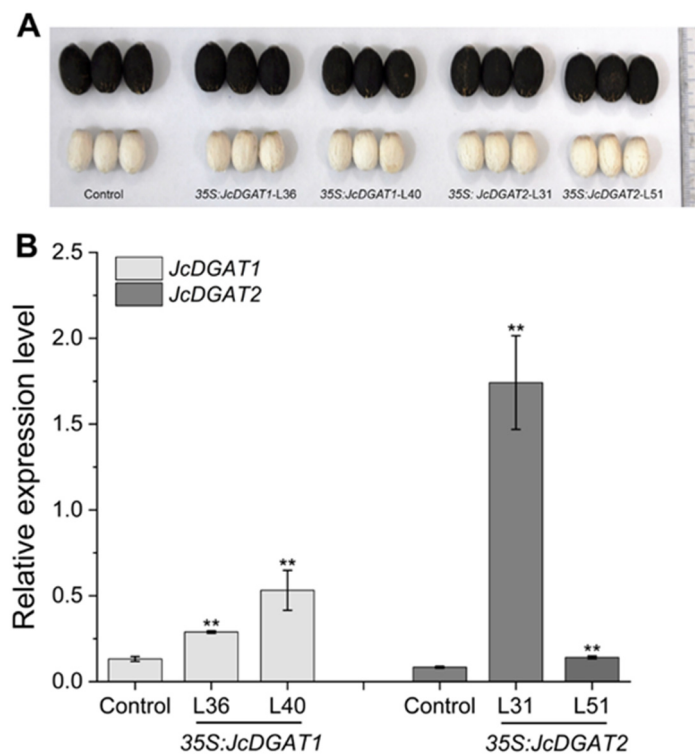 A
Control 35S:JcDGAT1-L36 35S:JcDGAT1-L40 35S: JcDGAT2-L31 35S:JcDGAT2-L51
B
2.5
2.0
1.5
1.0
0.5
0.0
Relative expression level
JcDGAT1
JcDGAT2
** ** ** **
Control L36 L40 Control L31 L51
35S:JcDGAT1 35S:JcDGAT2